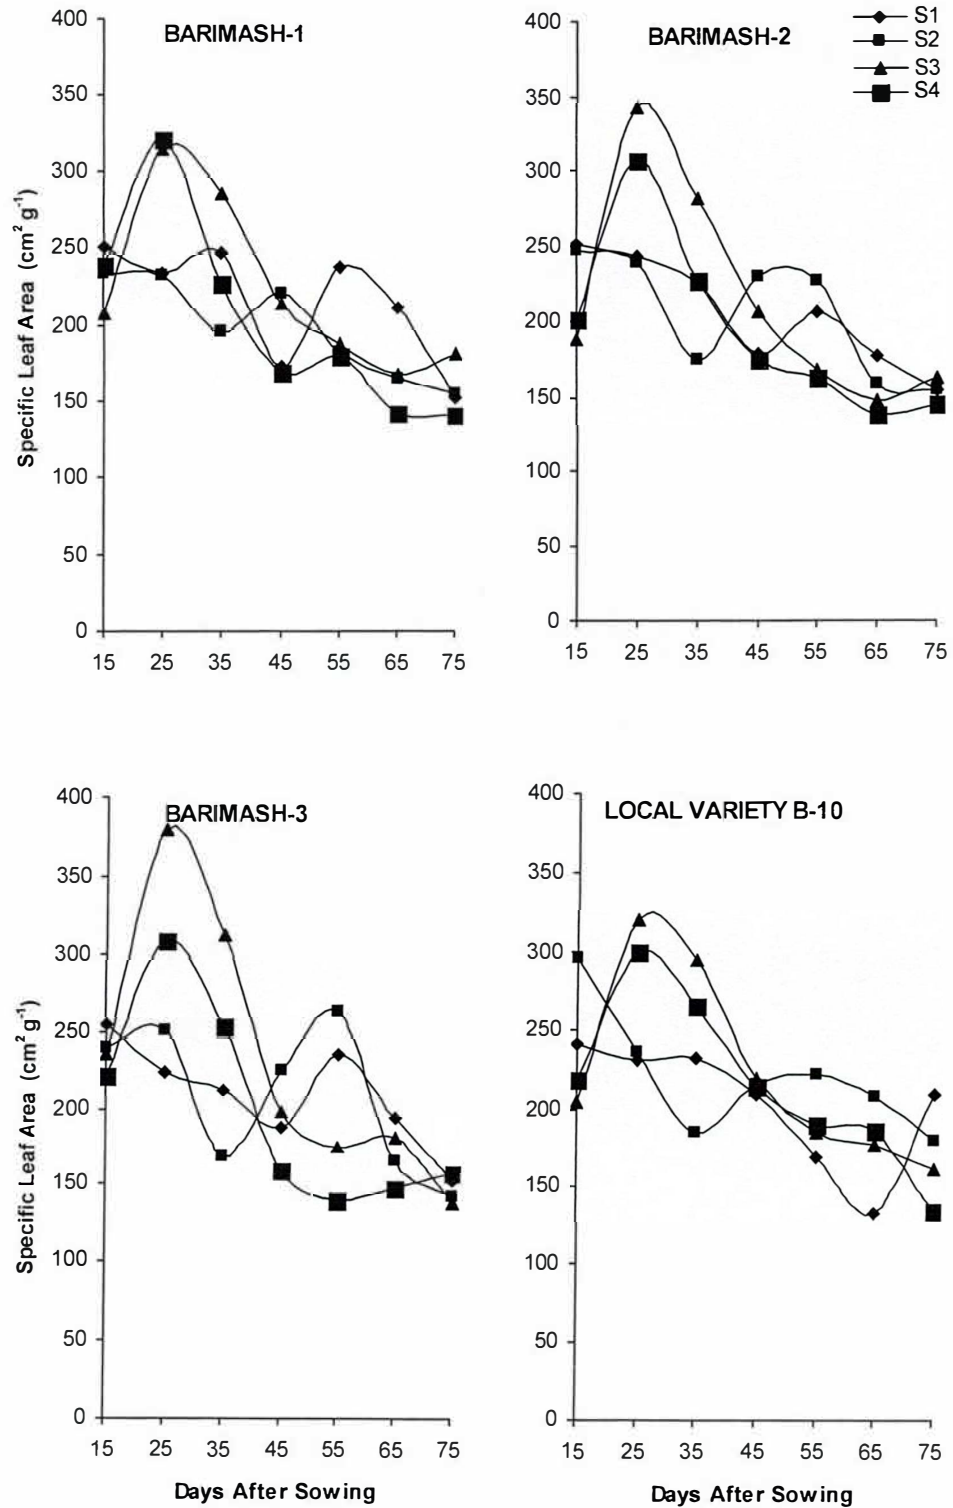 BARIMASH-1
400
350
300
250
200
150
100
50
0
15 25 35 45 55 65 75
Specific Leaf Area (cm² g⁻¹)
BARIMASH-2
S1
S2
S3
S4
400
350
300
250
200
150
100
50
0
15 25 35 45 55 65 75
BARIMASH-3
400
350
300
250
200
150
100
50
0
15 25 35 45 55 65 75
Specific Leaf Area (cm² g⁻¹)
Days After Sowing
LOCAL VARIETY B-10
400
350
300
250
200
150
100
50
0
15 25 35 45 55 65 75
Days After Sowing